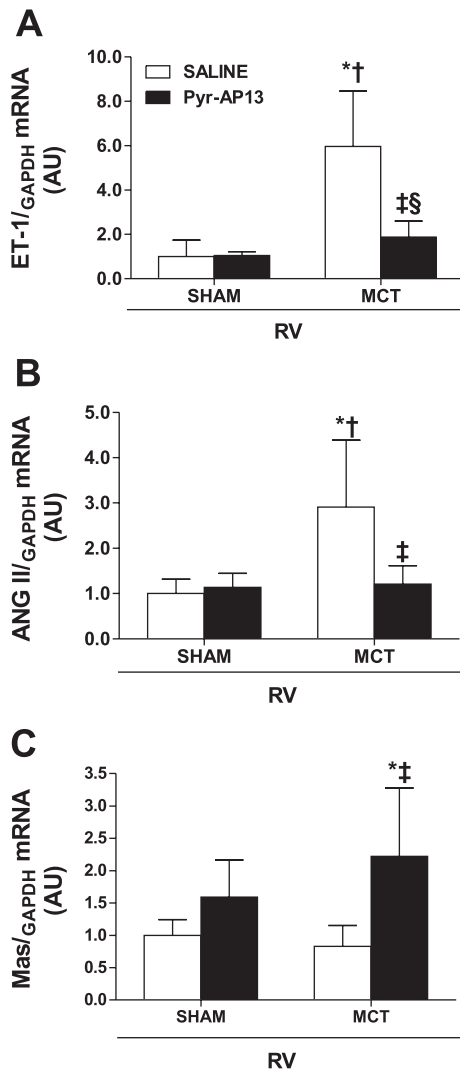 A
ET-1/GAPDH mRNA
(AU)
10.0
8.0
6.0
4.0
2.0
0.0
SALINE
Pyr-AP13
*†
‡§
SHAM
MCT
RV
B
ANG II/GAPDH mRNA
(AU)
5.0
4.0
3.0
2.0
1.0
0.0
*†
‡
SHAM
MCT
RV
C
Mas/GAPDH mRNA
(AU)
3.5
3.0
2.5
2.0
1.5
1.0
0.5
0.0
*‡
SHAM
MCT
RV